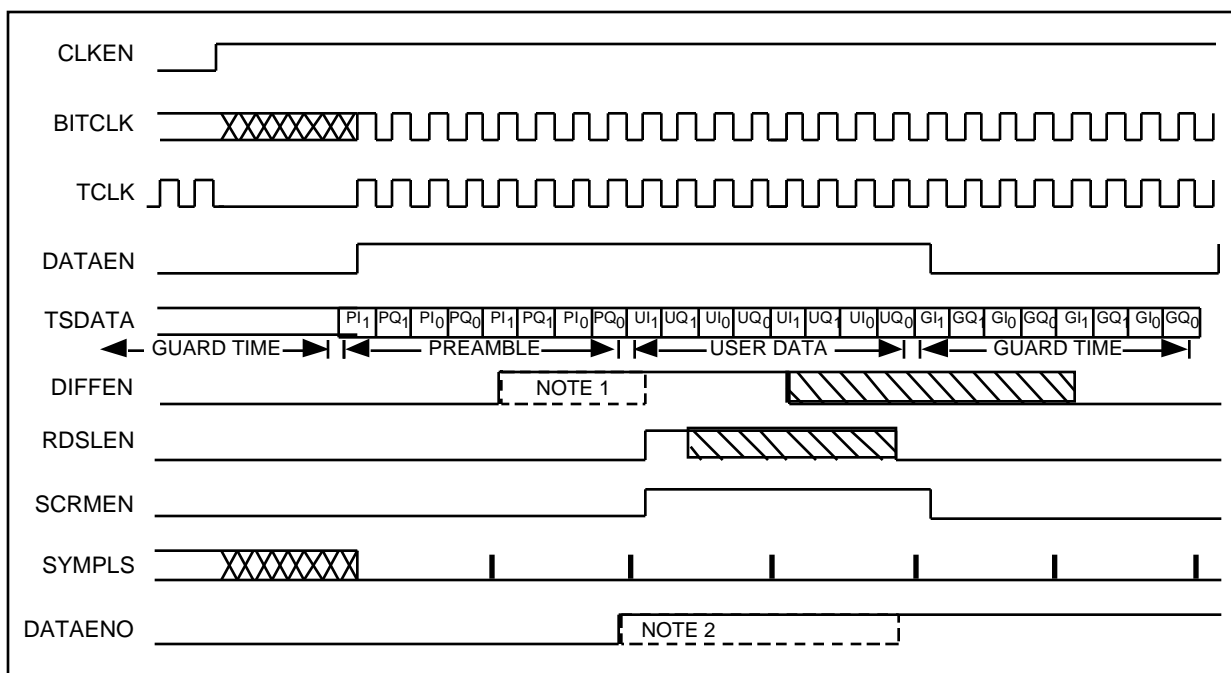 CLKEN
BITCLK
TCLK
DATAEN
TSDATA PI1 PQ1 PI0 PQ0 PI1 PQ1 PI0 PQ0 UI1 UQ1 UI0 UQ0 UI1 UQ1 UI0 UQ0 GI1 GQ1 GI0 GQ0 GI1 GQ1 GI0 GQ0
GUARD TIME PREAMBLE USER DATA GUARD TIME
DIFFEN NOTE 1
RDSLEN
SCRMEN
SYMPLS
DATAENO NOTE 2